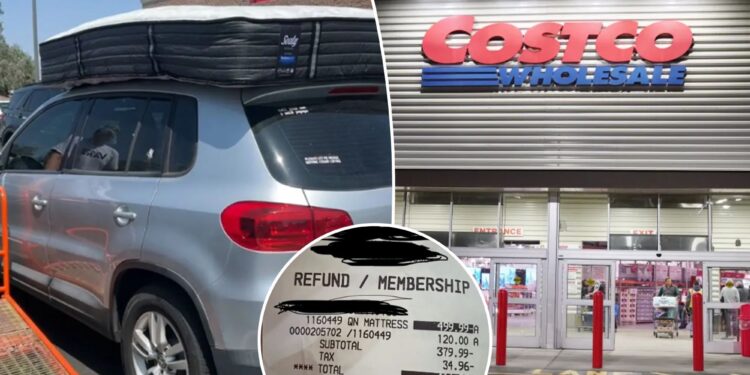 Sealy
COSTCO
WHOLESALE
ENTRANCE
EXIT
REFUND / MEMBERSHIP
1160449 QN MATTRESS 499.99-A
0000205702 /1160449 120.00 A
SUBTOTAL 379.99-
TAX 34.96-
**** TOTAL